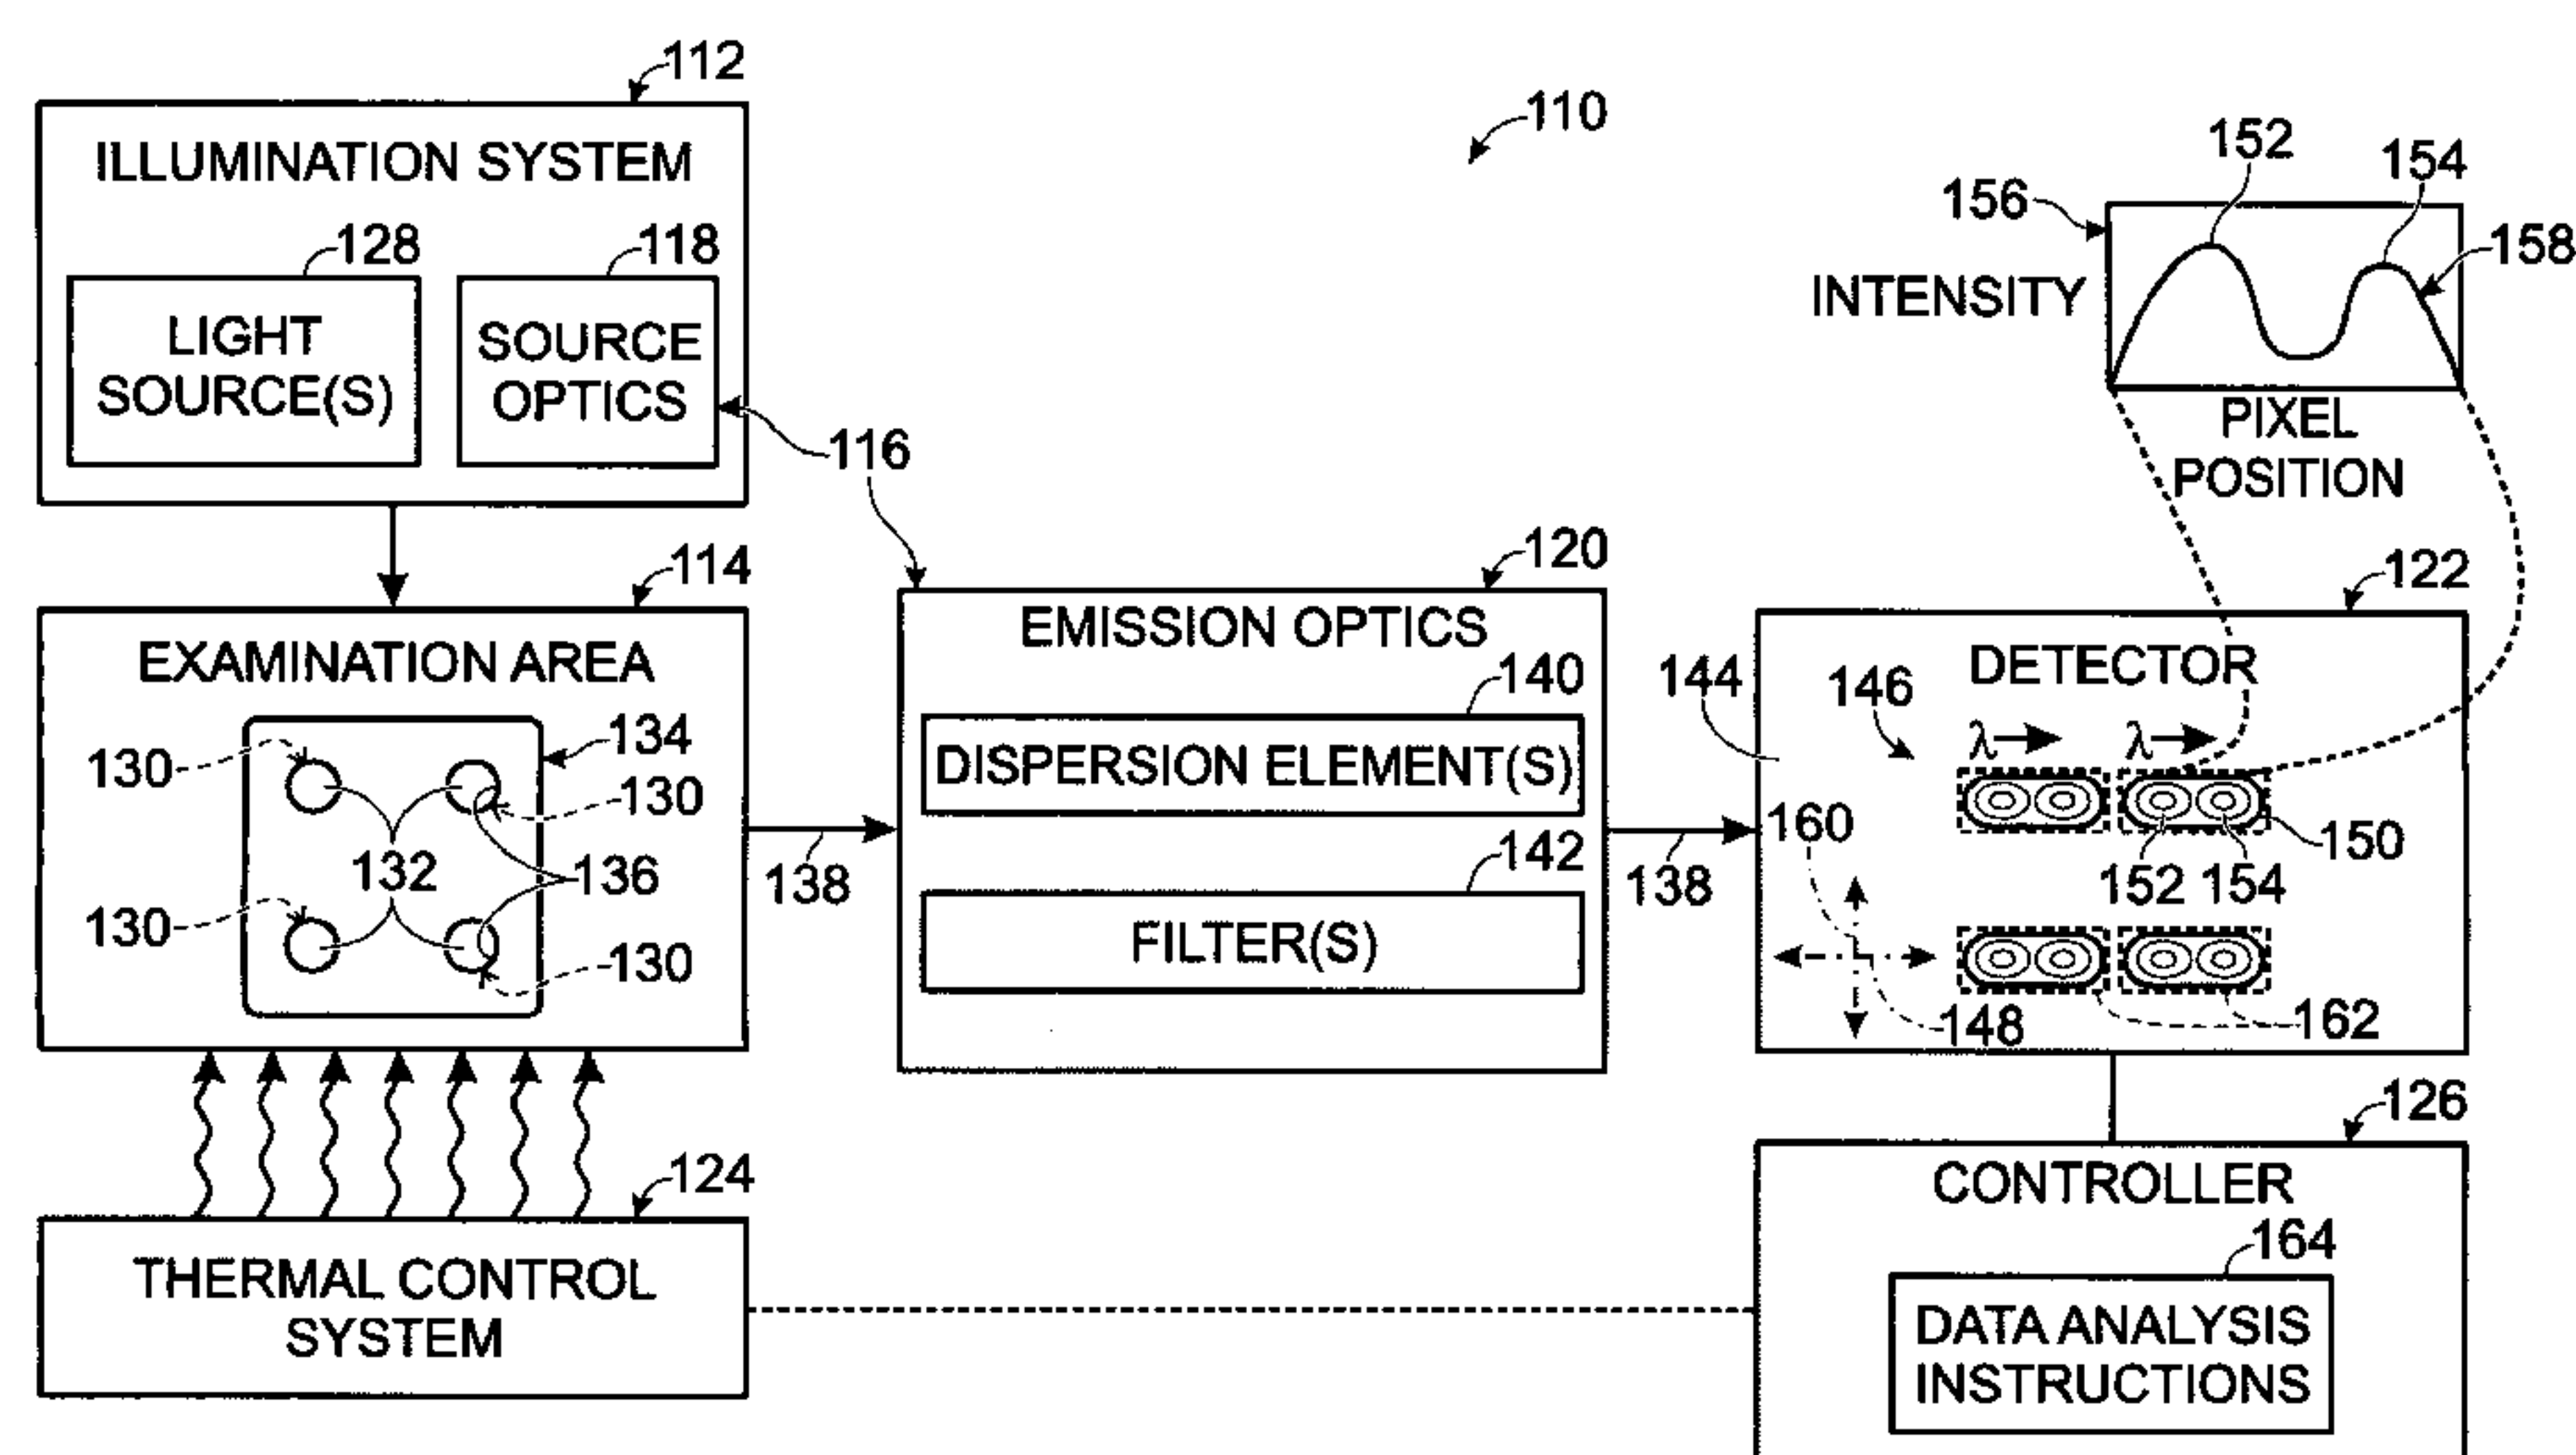 112
110
ILLUMINATION SYSTEM
128
118
LIGHT
SOURCE(S)
SOURCE
OPTICS
116
152
154
156
158
INTENSITY
PIXEL
POSITION
114
EXAMINATION AREA
130
134
130
132
136
130
130
138
120
EMISSION OPTICS
140
DISPERSION ELEMENT(S)
142
FILTER(S)
138
122
DETECTOR
144
146
λ
λ
160
150
152 154
148
162
124
THERMAL CONTROL
SYSTEM
126
CONTROLLER
164
DATA ANALYSIS
INSTRUCTIONS